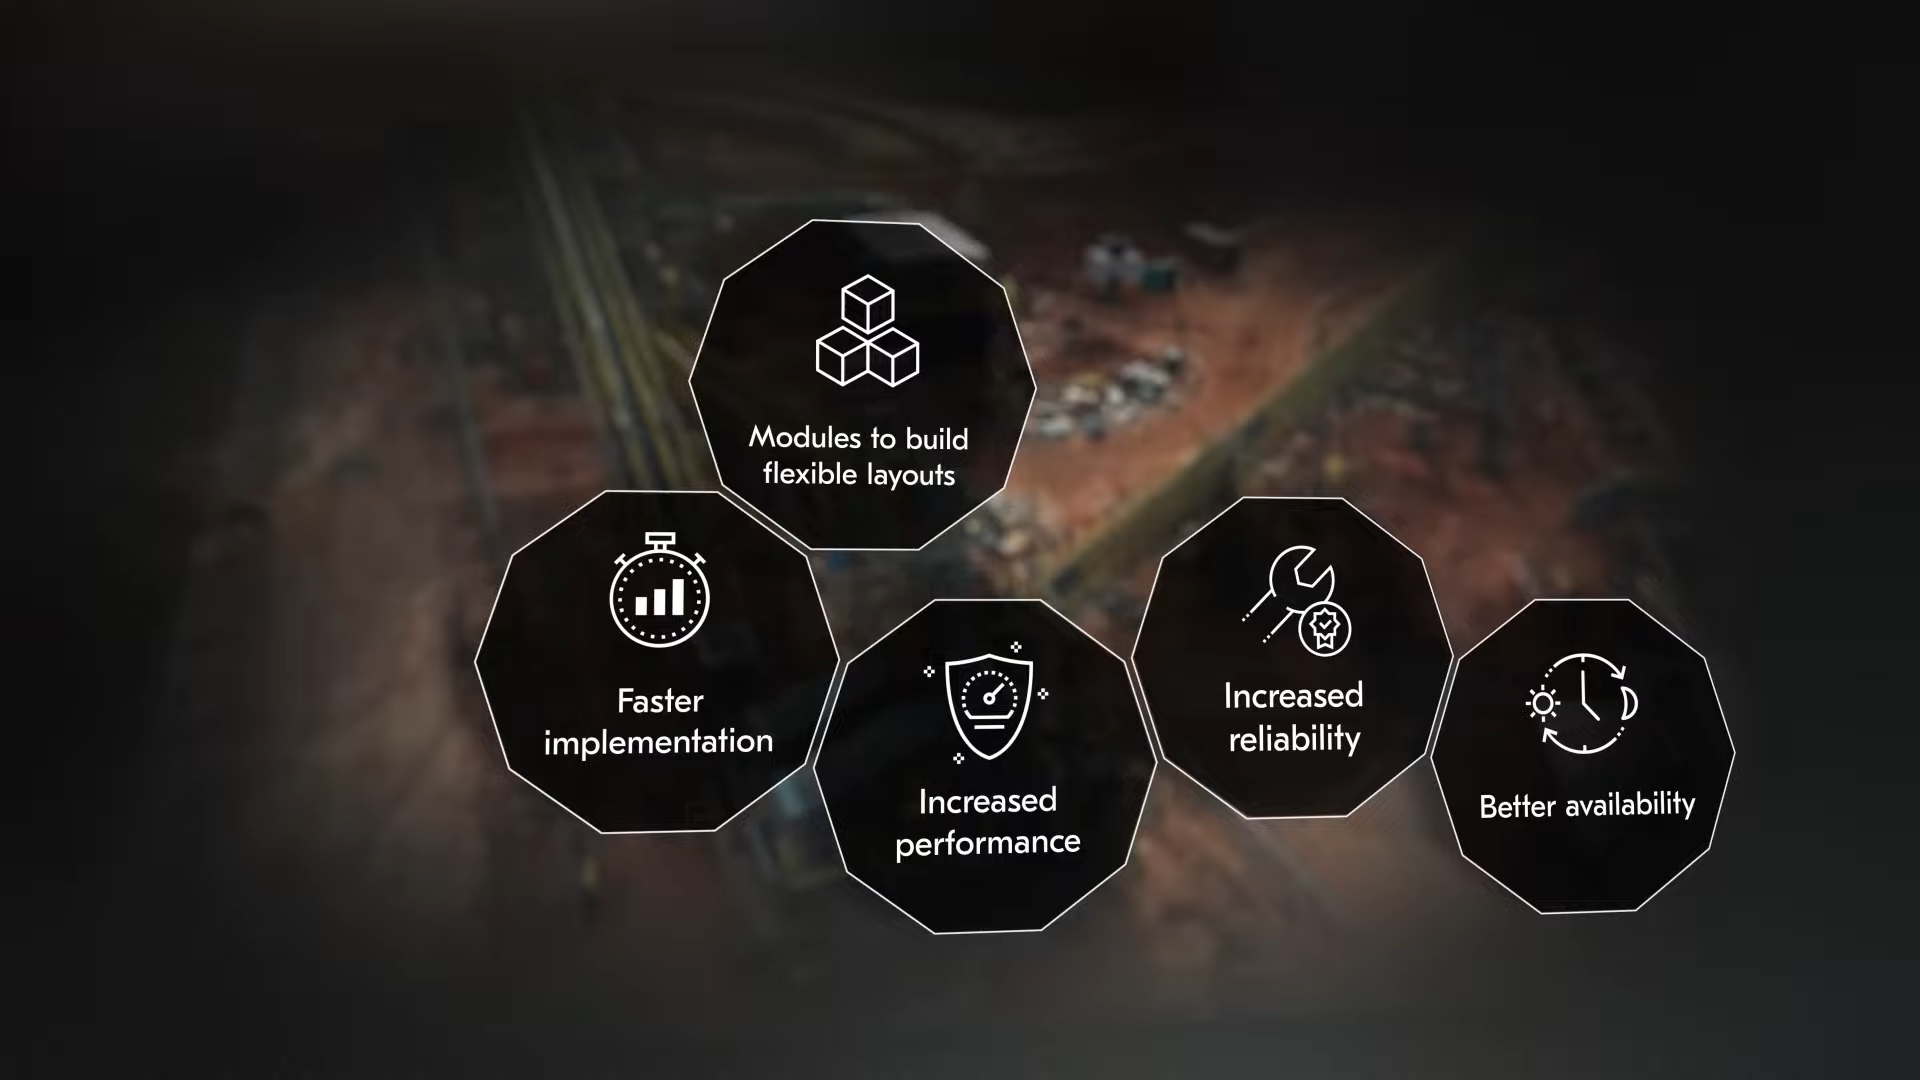 Modules to build
flexible layouts
Faster
implementation
Increased
performance
Increased
reliability
Better availability